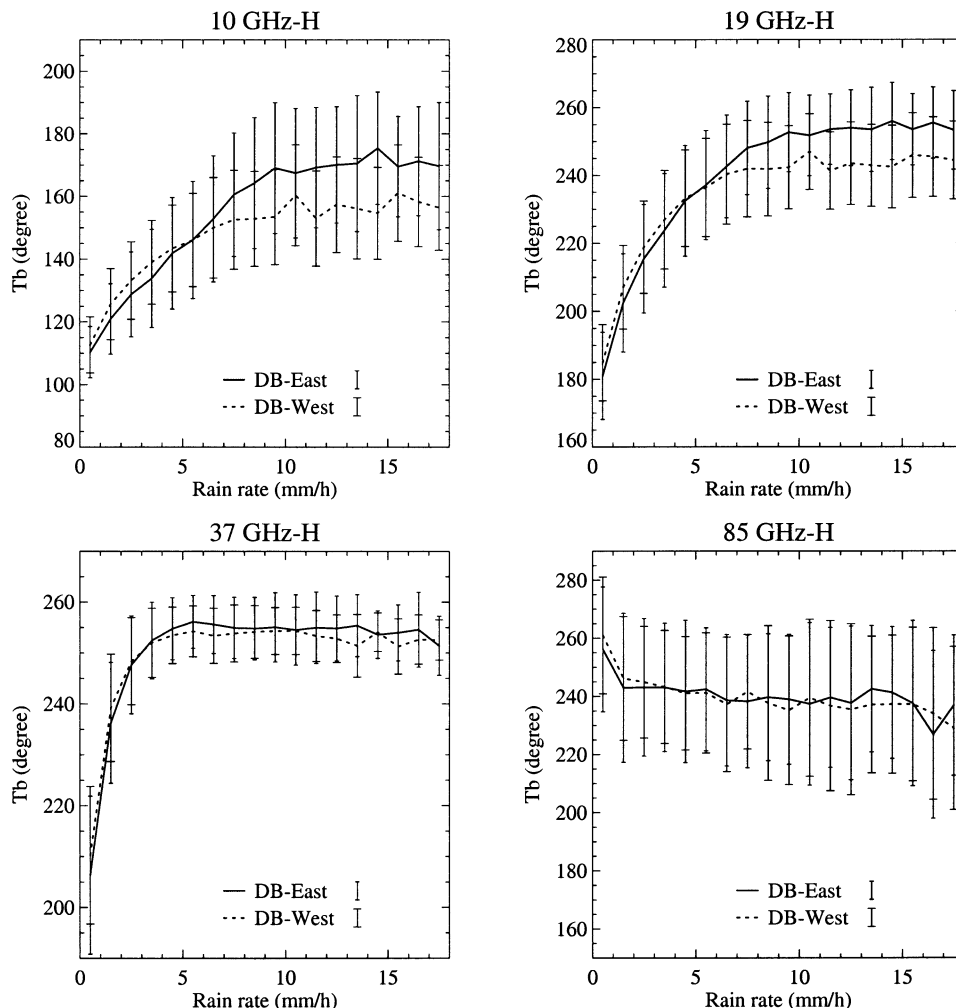 10 GHz-H
Tb (degree)
200
180
160
140
120
100
80
0 5 10 15
Rain rate (mm/h)
DB-East
DB-West
19 GHz-H
Tb (degree)
280
260
240
220
200
180
160
0 5 10 15
Rain rate (mm/h)
DB-East
DB-West
37 GHz-H
Tb (degree)
260
240
220
200
0 5 10 15
Rain rate (mm/h)
DB-East
DB-West
85 GHz-H
Tb (degree)
280
260
240
220
200
180
160
0 5 10 15
Rain rate (mm/h)
DB-East
DB-West